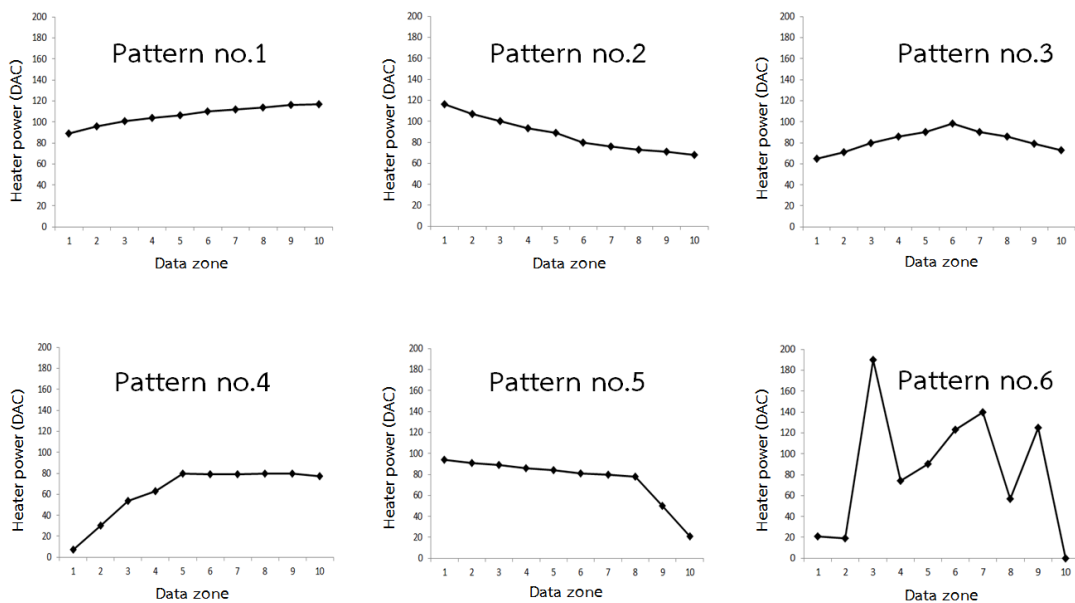 Pattern no.1
Heater power (DAC)
200
180
160
140
120
100
80
60
40
20
0
1 2 3 4 5 6 7 8 9 10
Data zone
Pattern no.2
Heater power (DAC)
200
180
160
140
120
100
80
60
40
20
0
1 2 3 4 5 6 7 8 9 10
Data zone
Pattern no.3
Heater power (DAC)
200
180
160
140
120
100
80
60
40
20
0
1 2 3 4 5 6 7 8 9 10
Data zone
Pattern no.4
Heater power (DAC)
200
180
160
140
120
100
80
60
40
20
0
1 2 3 4 5 6 7 8 9 10
Data zone
Pattern no.5
Heater power (DAC)
200
180
160
140
120
100
80
60
40
20
0
1 2 3 4 5 6 7 8 9 10
Data zone
Pattern no.6
Heater power (DAC)
200
180
160
140
120
100
80
60
40
20
0
1 2 3 4 5 6 7 8 9 10
Data zone